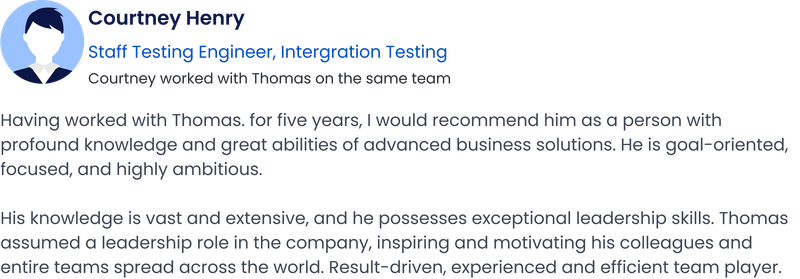 Courtney Henry
Staff Testing Engineer, Intergration Testing
Courtney worked with Thomas on the same team
Having worked with Thomas. for five years, I would recommend him as a person with
profound knowledge and great abilities of advanced business solutions. He is goal-oriented,
focused, and highly ambitious.
His knowledge is vast and extensive, and he possesses exceptional leadership skills. Thomas
assumed a leadership role in the company, inspiring and motivating his colleagues and
entire teams spread across the world. Result-driven, experienced and efficient team player.